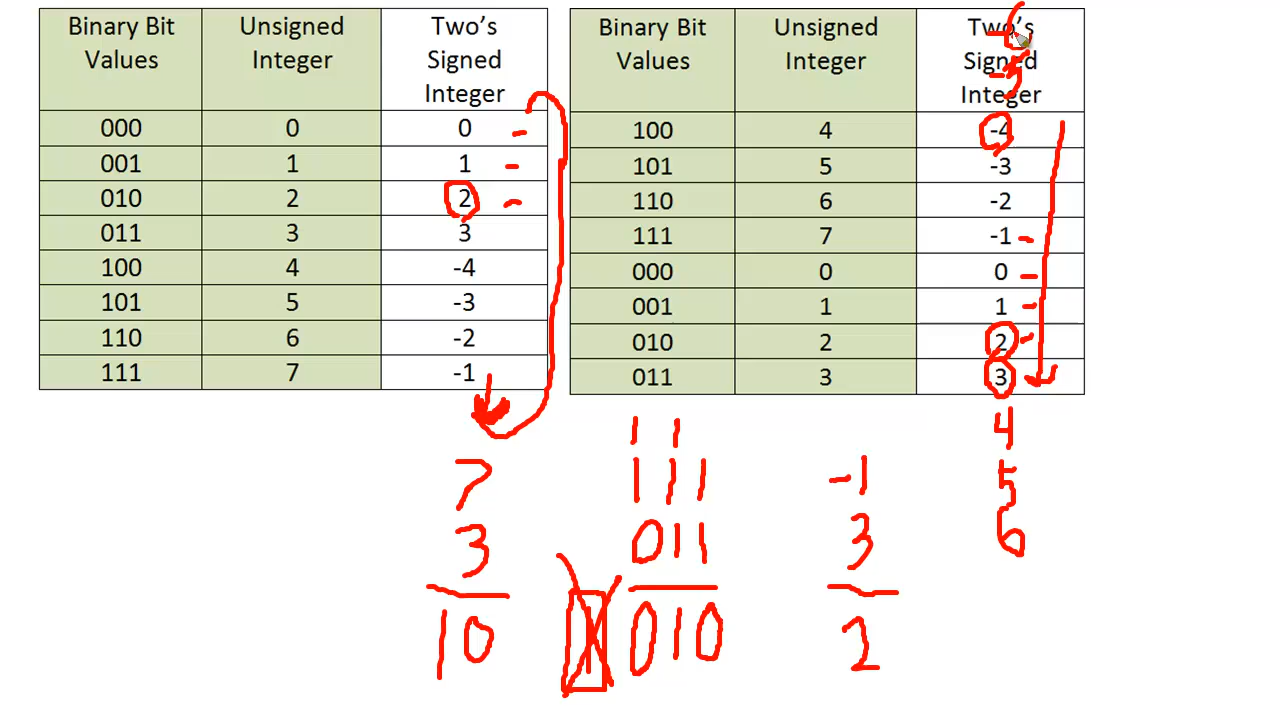 Binary Bit Values Unsigned Integer Two's Signed Integer
000 0 0 -
001 1 1 -
010 2 2 -
011 3 3
100 4 -4
101 5 -3
110 6 -2
111 7 -1
Binary Bit Values Unsigned Integer Two's Signed Integer
100 4 -4
101 5 -3
110 6 -2
111 7 -1 -
000 0 0 -
001 1 1 -
010 2 2 -
011 3 3
4
5
6
7
3
10
1 1
111
011
1 010
-1
3
2